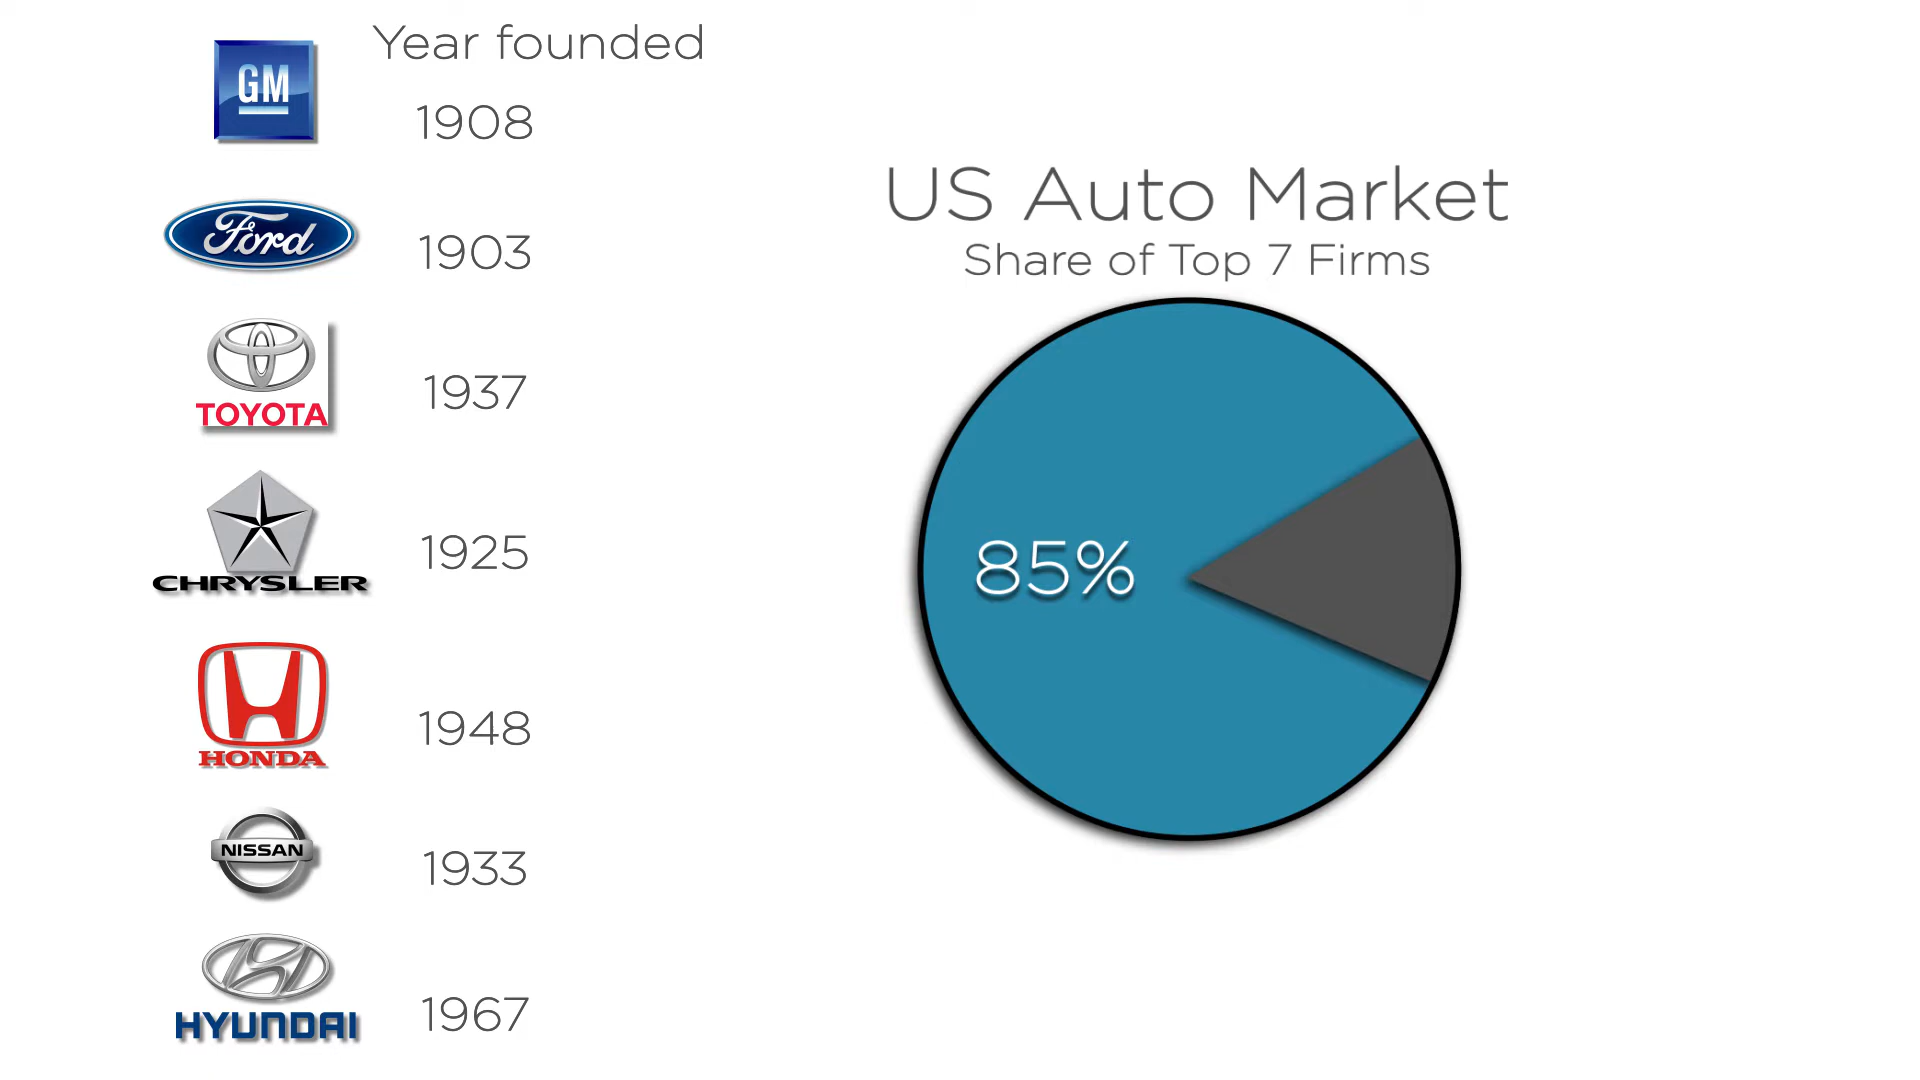 Year founded
GM
1908
Ford
1903
TOYOTA
1937
CHRYSLER
1925
HONDA
1948
NISSAN
1933
HYUNDAI
1967
US Auto Market
Share of Top 7 Firms
85%